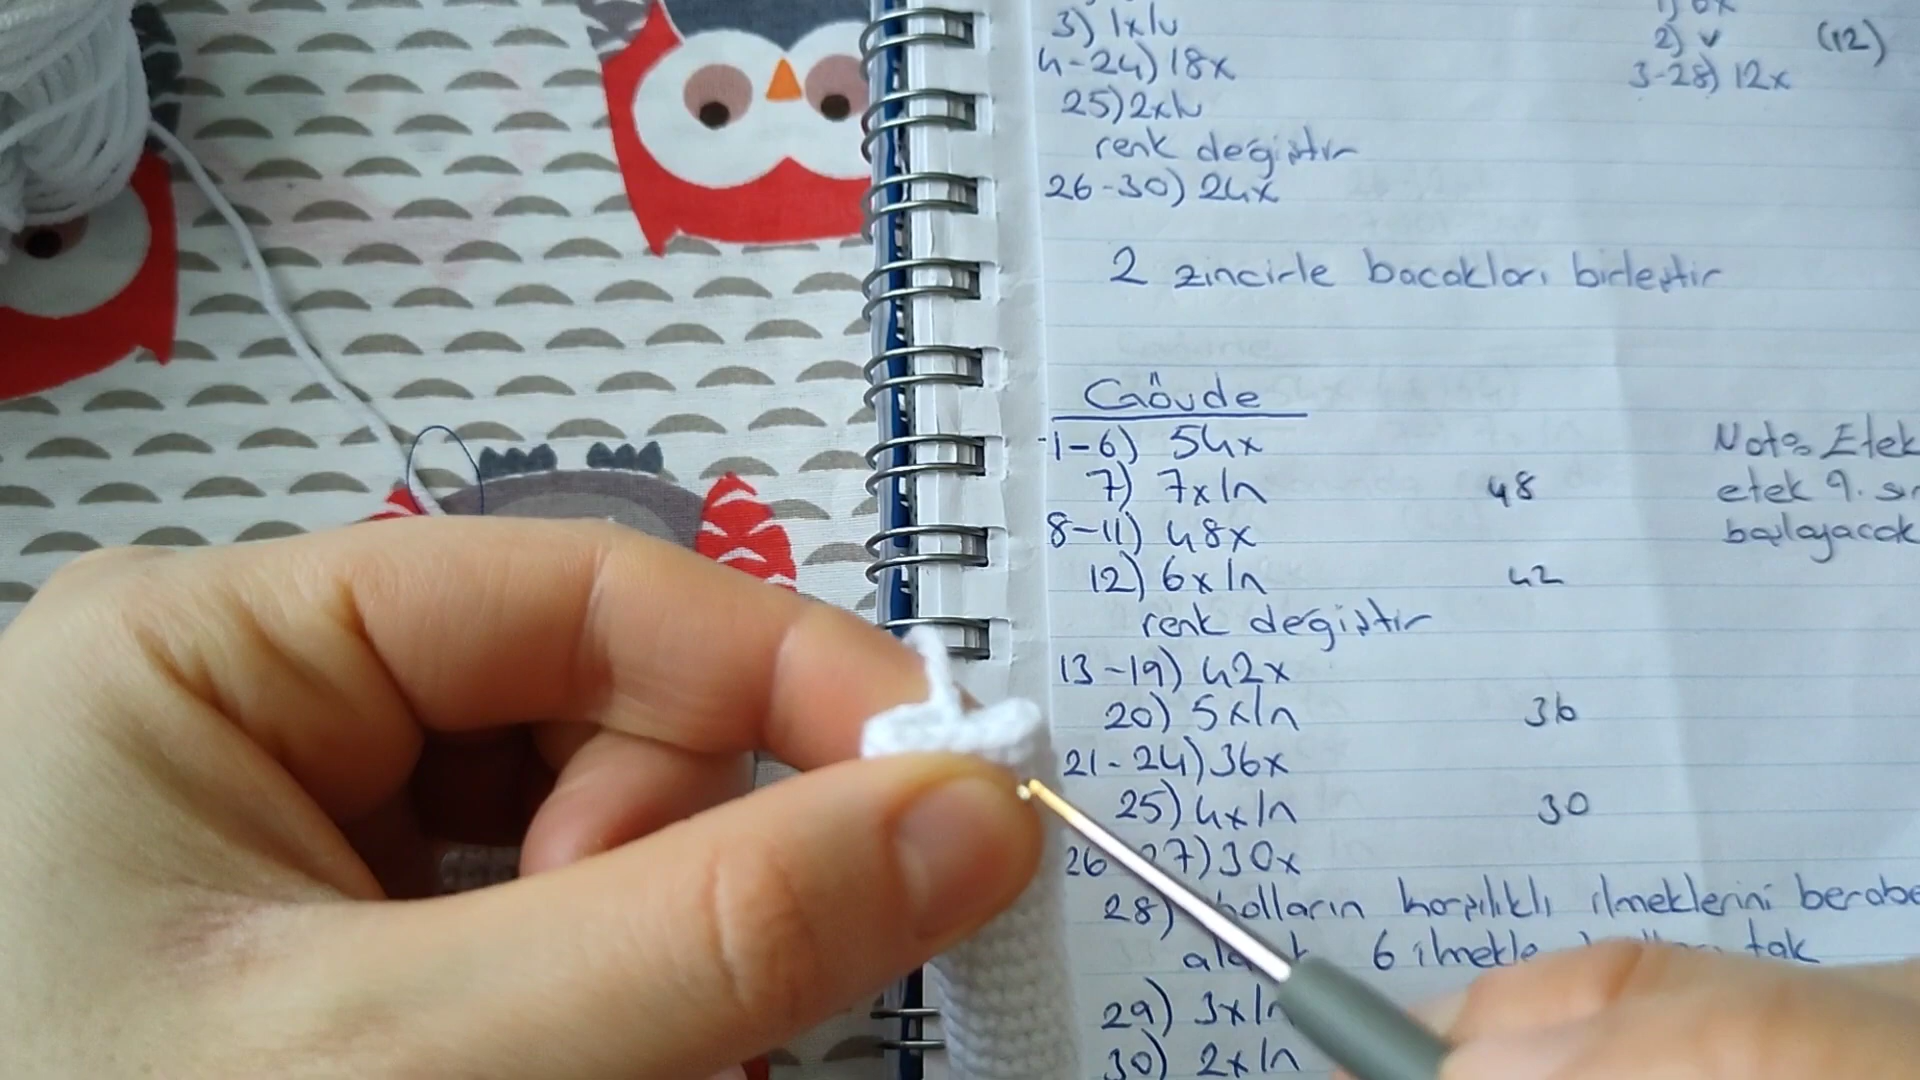 3) 1x1v
4-24) 18x
25) 2x1v
renk değiştir
26-30) 24x
2) v (12)
3-28) 12x
2 zincirle bacakları birleştir
Gövde
1-6) 54x
7) 7x1n 48
8-11) 48x
12) 6x1n 42
renk değiştir
13-19) 42x
20) 5x1n 36
21-24) 36x
25) 4x1n 30
26-27) 30x
28) kolların karşılıklı ilmeklerini
6 ilmekle tak
29) 3x1n
30) 2x1n
Not: Etek
etek 9.
başlayacak